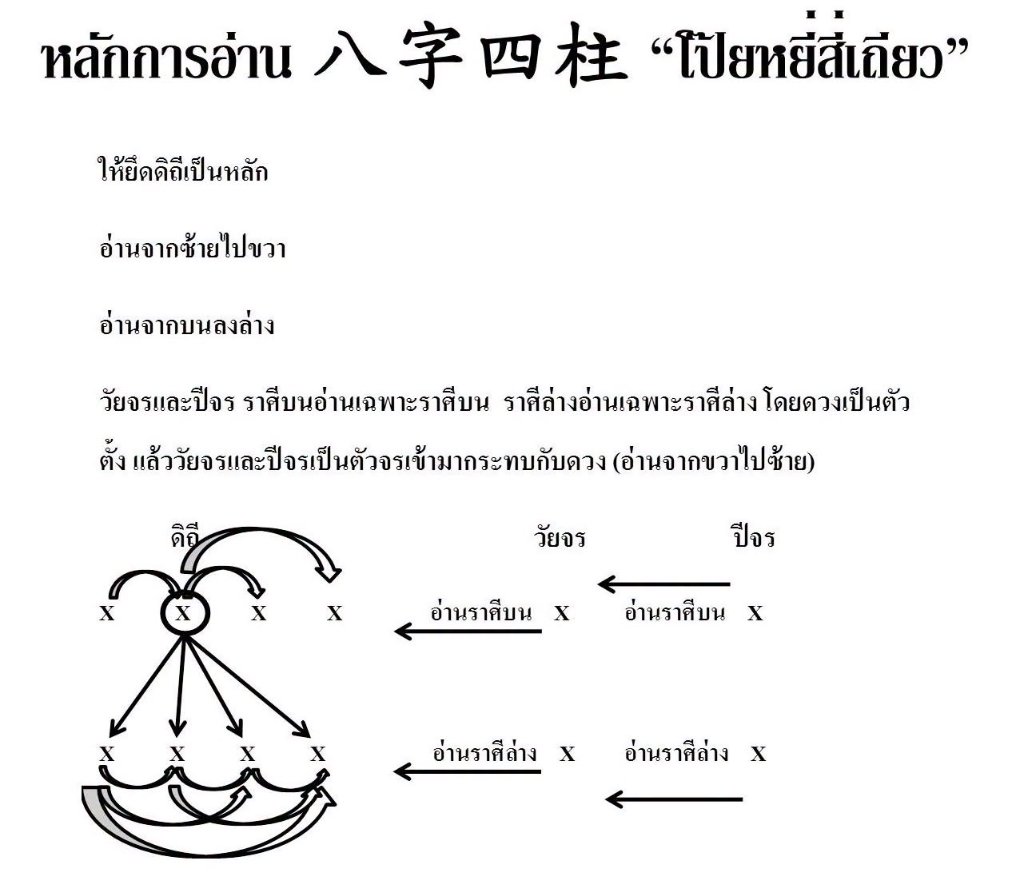 หลักการอ่าน 八字四柱 “โป๊ยหยี่สี่เถียว”
ให้ยึดดิถีเป็นหลัก
อ่านจากซ้ายไปขวา
อ่านจากบนลงล่าง
วัยจรและปีจร ราศีบนอ่านเฉพาะราศีบน ราศีล่างอ่านเฉพาะราศีล่าง โดยดวงเป็นตัว
ตั้ง แล้ววัยจรและปีจรเป็นตัวจรเข้ามากระทบกับดวง (อ่านจากขวาไปซ้าย)
ดิถี วัยจร ปีจร
X X X X อ่านราศีบน X อ่านราศีบน X
X X X X อ่านราศีล่าง X อ่านราศีล่าง X